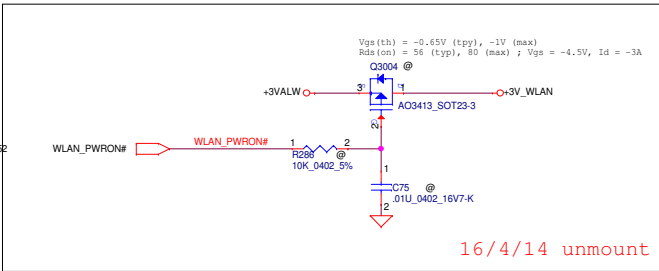 Vgs(th) = -0.65V (tpy), -1V (max)
Rds(on) = 56 (typ), 80 (max) ; Vgs = -4.5V, Id = -3A
Q3004 @
+3VALW 3 1 +3V_WLAN
AO3413_SOT23-3
2
WLAN_PWRON# WLAN_PWRON# 1 2
R286 @
10K_0402_5%
1
C75 @
.01U_0402_16V7-K
2
16/4/14 unmount